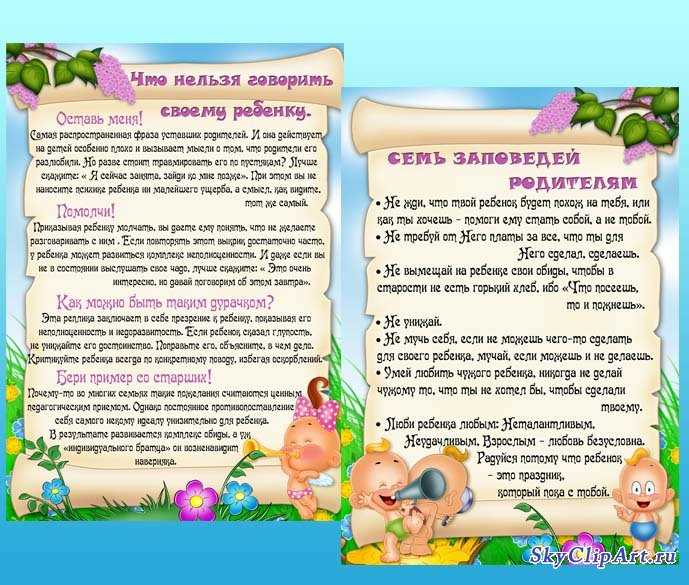 Что нельзя говорить
своему ребенку.
Оставь меня!
Самая распространенная фраза уставших родителей. И она действует
на детей особенно плохо и вызывает мысли о том, что родители его
разлюбили. Но разве стоит травмировать его по пустякам? Лучше
скажите: « Я сейчас занята, зайди ко мне позже». При этом вы не
наносите психике ребенка ни малейшего ущерба, а смысл, как видите,
тот же самый.
Помолчи!
Приказывая ребенку молчать, вы даете ему понять, что не желаете
разговаривать с ним . Если повторять этот выкрик достаточно часто,
у ребенка может развиться комплекс неполноценности. И даже если вы
не в состоянии выслушать свое чадо, лучше скажите: « Это очень
интересно, но давай поговорим об этом завтра».
Как можно быть таким дурачком?
Эта реплика заключает в себе презрение к ребенку, показывая его
неполноценность и недоразвитость. Если ребенок сказал глупость,
не унижайте его достоинство. Поправьте его, объясните, в чем дело.
Критикуйте ребенка всегда по конкретному поводу, избегая оскорблений.
Бери пример со старших!
Почему-то во многих семьях такие пожелания считаются ценным
педагогическим приемом. Однако постоянное противопоставление
себя самого некому идеалу унизительно для ребенка.
В результате развивается комплекс обиды, а уж
«индивидуального братца» он возненавидит
наверняка.
СЕМЬ ЗАПОВЕДЕЙ
РОДИТЕЛЯМ
• Не жди, что твой ребенок будет похож на тебя, или
как ты хочешь - помоги ему стать собой, а не тобой.
• Не требуй от Него платы за все, что ты для
Него сделал, сделаешь.
• Не вымещай на ребенке свои обиды, чтобы в
старости не есть горький хлеб, ибо «Что посеешь,
то и пожнешь».
• Не унижай.
• Не мучь себя, если не можешь чего-то сделать
для своего ребенка, мучай, если можешь и не делаешь.
• Умей любить чужого ребенка, никогда не делай
чужому то, что ты не хотел бы, чтобы сделали
твоему.
• Люби ребенка любым: Неталантливым,
Неудачливым, Взрослым - любовь безусловна.
Радуйся потому что ребенок
- это праздник,
который пока с тобой.
SkyClipArt.ru